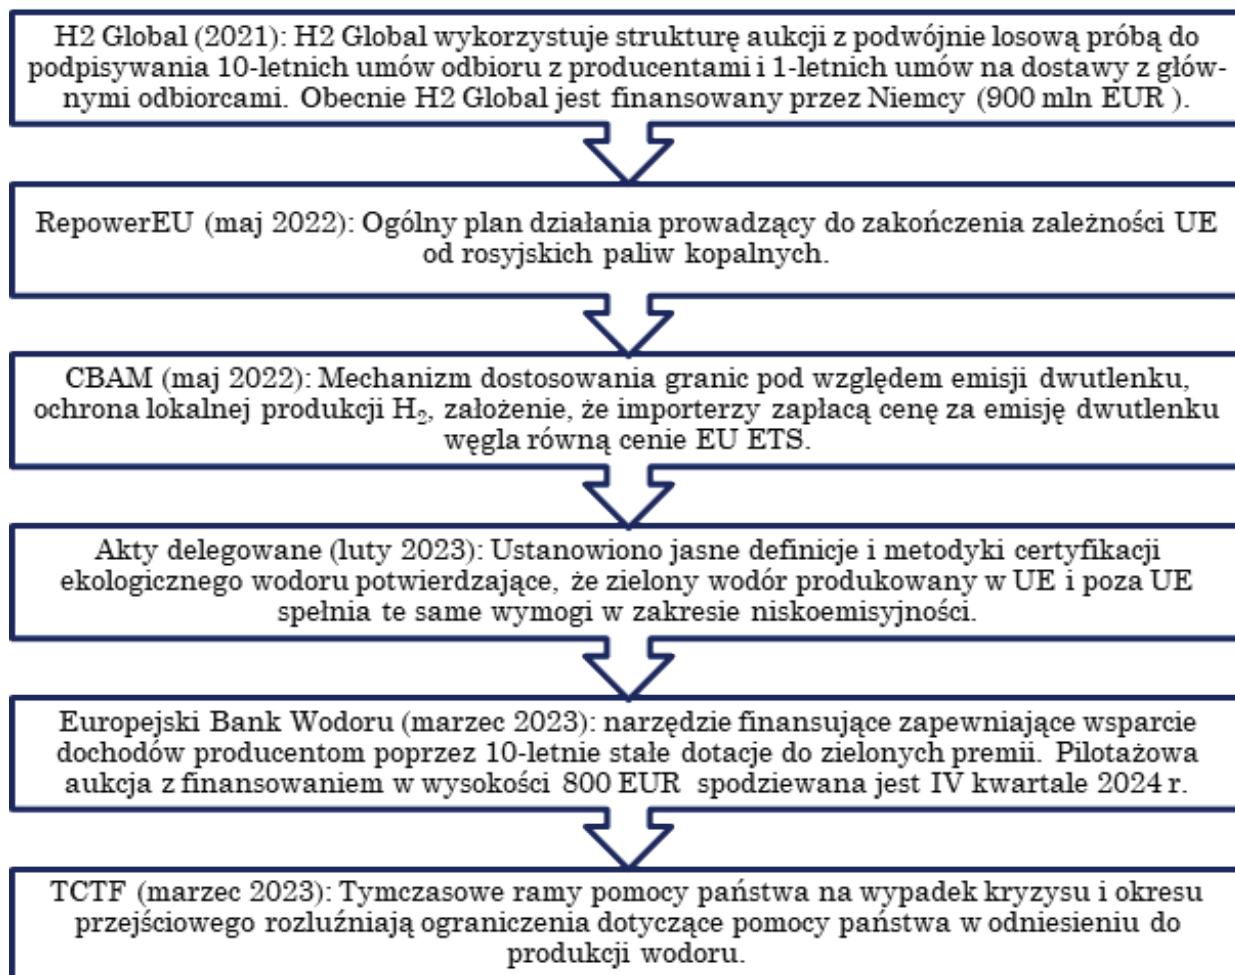 H2 Global (2021): H2 Global wykorzystuje strukturę aukcji z podwójnie losową próbą do
podpisywania 10-letnich umów odbioru z producentami i 1-letnich umów na dostawy z głów-
nymi odbiorcami. Obecnie H2 Global jest finansowany przez Niemcy (900 mln EUR ).
RepowerEU (maj 2022): Ogólny plan działania prowadzący do zakończenia zależności UE
od rosyjskich paliw kopalnych.
CBAM (maj 2022): Mechanizm dostosowania granic pod względem emisji dwutlenku,
ochrona lokalnej produkcji H₂, założenie, że importerzy zapłacą cenę za emisję dwutlenku
węgla równą cenie EU ETS.
Akty delegowane (luty 2023): Ustanowiono jasne definicje i metodyki certyfikacji
ekologicznego wodoru potwierdzające, że zielony wodór produkowany w UE i poza UE
spełnia te same wymogi w zakresie niskoemisyjności.
Europejski Bank Wodoru (marzec 2023): narzędzie finansujące zapewniające wsparcie
dochodów producentom poprzez 10-letnie stałe dotacje do zielonych premii. Pilotażowa
aukcja z finansowaniem w wysokości 800 EUR spodziewana jest IV kwartale 2024 r.
TCTF (marzec 2023): Tymczasowe ramy pomocy państwa na wypadek kryzysu i okresu
przejściowego rozluźniają ograniczenia dotyczące pomocy państwa w odniesieniu do
produkcji wodoru.